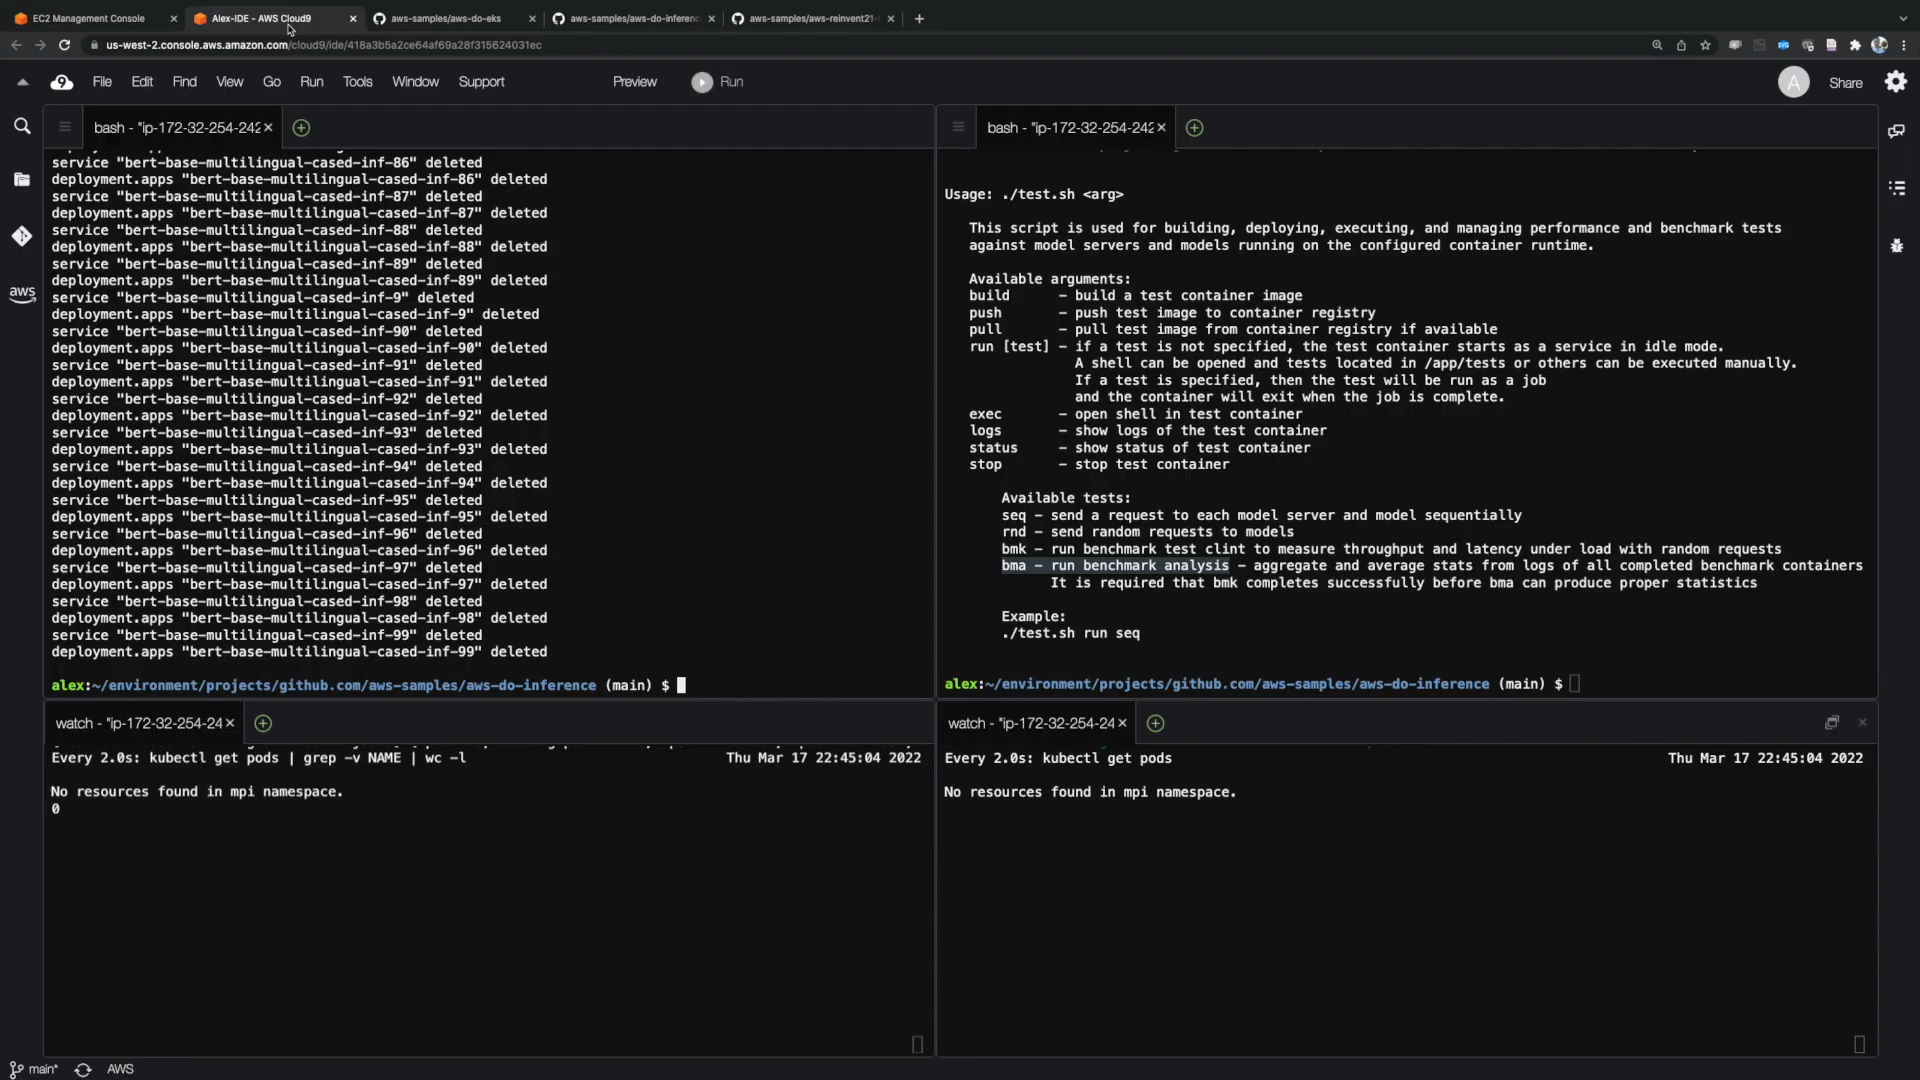 EC2 Management Console
Alex-IDE - AWS Cloud9
aws-samples/aws-do-eks
aws-samples/aws-do-inferenc
aws-samples/aws-reinvent21-
us-west-2.console.aws.amazon.com/cloud9/ide/418a3b5a2ce64af69a28f315624031ec
9 File Edit Find View Go Run Tools Window Support Preview Run A Share
bash - "ip-172-32-254-242
service "bert-base-multilingual-cased-inf-86" deleted
deployment.apps "bert-base-multilingual-cased-inf-86" deleted
service "bert-base-multilingual-cased-inf-87" deleted
deployment.apps "bert-base-multilingual-cased-inf-87" deleted
service "bert-base-multilingual-cased-inf-88" deleted
deployment.apps "bert-base-multilingual-cased-inf-88" deleted
service "bert-base-multilingual-cased-inf-89" deleted
deployment.apps "bert-base-multilingual-cased-inf-89" deleted
service "bert-base-multilingual-cased-inf-9" deleted
deployment.apps "bert-base-multilingual-cased-inf-9" deleted
service "bert-base-multilingual-cased-inf-90" deleted
deployment.apps "bert-base-multilingual-cased-inf-90" deleted
service "bert-base-multilingual-cased-inf-91" deleted
deployment.apps "bert-base-multilingual-cased-inf-91" deleted
service "bert-base-multilingual-cased-inf-92" deleted
deployment.apps "bert-base-multilingual-cased-inf-92" deleted
service "bert-base-multilingual-cased-inf-93" deleted
deployment.apps "bert-base-multilingual-cased-inf-93" deleted
service "bert-base-multilingual-cased-inf-94" deleted
deployment.apps "bert-base-multilingual-cased-inf-94" deleted
service "bert-base-multilingual-cased-inf-95" deleted
deployment.apps "bert-base-multilingual-cased-inf-95" deleted
service "bert-base-multilingual-cased-inf-96" deleted
deployment.apps "bert-base-multilingual-cased-inf-96" deleted
service "bert-base-multilingual-cased-inf-97" deleted
deployment.apps "bert-base-multilingual-cased-inf-97" deleted
service "bert-base-multilingual-cased-inf-98" deleted
deployment.apps "bert-base-multilingual-cased-inf-98" deleted
service "bert-base-multilingual-cased-inf-99" deleted
deployment.apps "bert-base-multilingual-cased-inf-99" deleted
alex:~/environment/projects/github.com/aws-samples/aws-do-inference (main) $
bash - "ip-172-32-254-242
Usage: ./test.sh <arg>
This script is used for building, deploying, executing, and managing performance and benchmark tests
against model servers and models running on the configured container runtime.
Available arguments:
build - build a test container image
push - push test image to container registry
pull - pull test image from container registry if available
run [test] - if a test is not specified, the test container starts as a service in idle mode.
A shell can be opened and tests located in /app/tests or others can be executed manually.
If a test is specified, then the test will be run as a job
and the container will exit when the job is complete.
exec - open shell in test container
logs - show logs of the test container
status - show status of test container
stop - stop test container
Available tests:
seq - send a request to each model server and model sequentially
rnd - send random requests to models
bmk - run benchmark test clint to measure throughput and latency under load with random requests
bma - run benchmark analysis - aggregate and average stats from logs of all completed benchmark containers
It is required that bmk completes successfully before bma can produce proper statistics
Example:
./test.sh run seq
alex:~/environment/projects/github.com/aws-samples/aws-do-inference (main) $
watch - "ip-172-32-254-24
Every 2.0s: kubectl get pods | grep -v NAME | wc -l Thu Mar 17 22:45:04 2022
No resources found in mpi namespace.
0
watch - "ip-172-32-254-24
Every 2.0s: kubectl get pods Thu Mar 17 22:45:04 2022
No resources found in mpi namespace.
aws
main* AWS